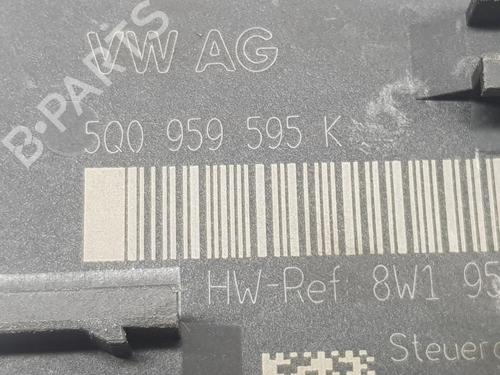 VW AG
B-PARTS
5Q0 959 595 K
HW-Ref 8W1 95
Steuer